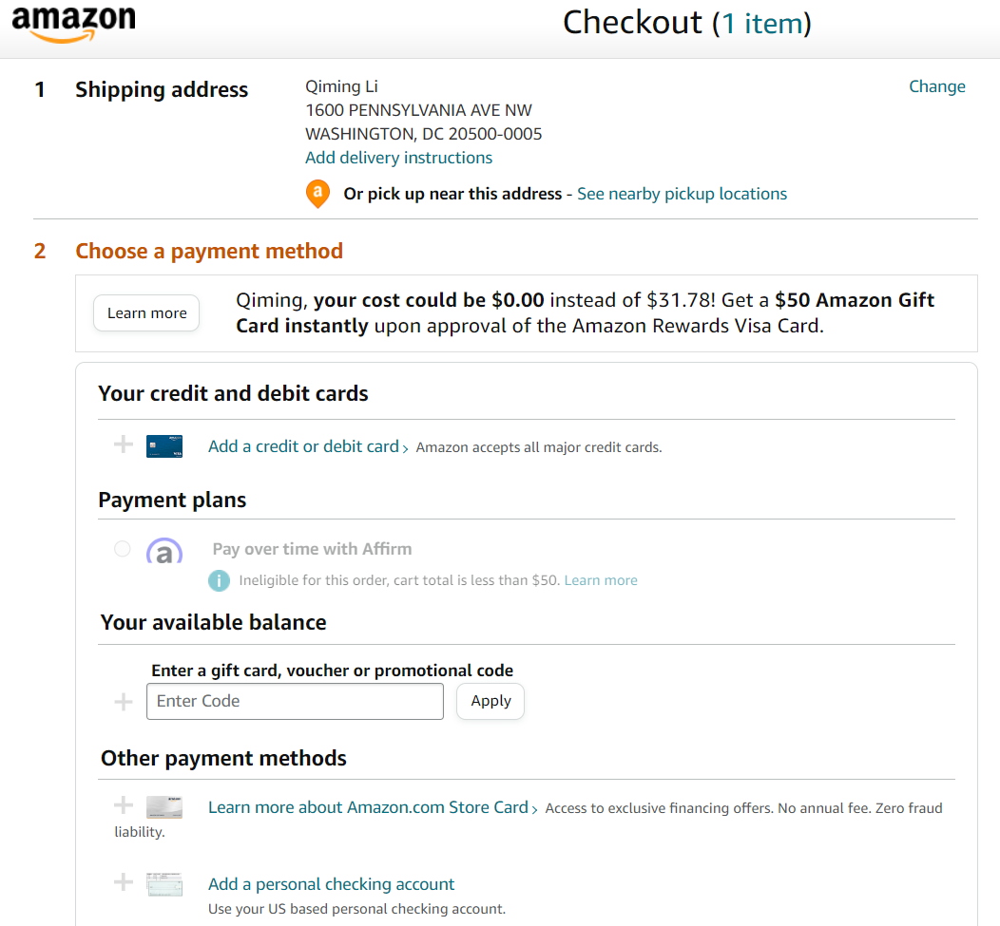 amazon
Checkout (1 item)
1 Shipping address
Qiming Li
Change
1600 PENNSYLVANIA AVE NW
WASHINGTON, DC 20500-0005
Add delivery instructions
a
Or pick up near this address - See nearby pickup locations
2 Choose a payment method
Learn more
Qiming, your cost could be $0.00 instead of $31.78! Get a $50 Amazon Gift
Card instantly upon approval of the Amazon Rewards Visa Card.
Your credit and debit cards
Add a credit or debit card › Amazon accepts all major credit cards.
Payment plans
a
Pay over time with Affirm
i Ineligible for this order, cart total is less than $50. Learn more
Your available balance
Enter a gift card, voucher or promotional code
Enter Code
Apply
Other payment methods
Learn more about Amazon.com Store Card › Access to exclusive financing offers. No annual fee. Zero fraud
liability.
Add a personal checking account
Use your US based personal checking account.